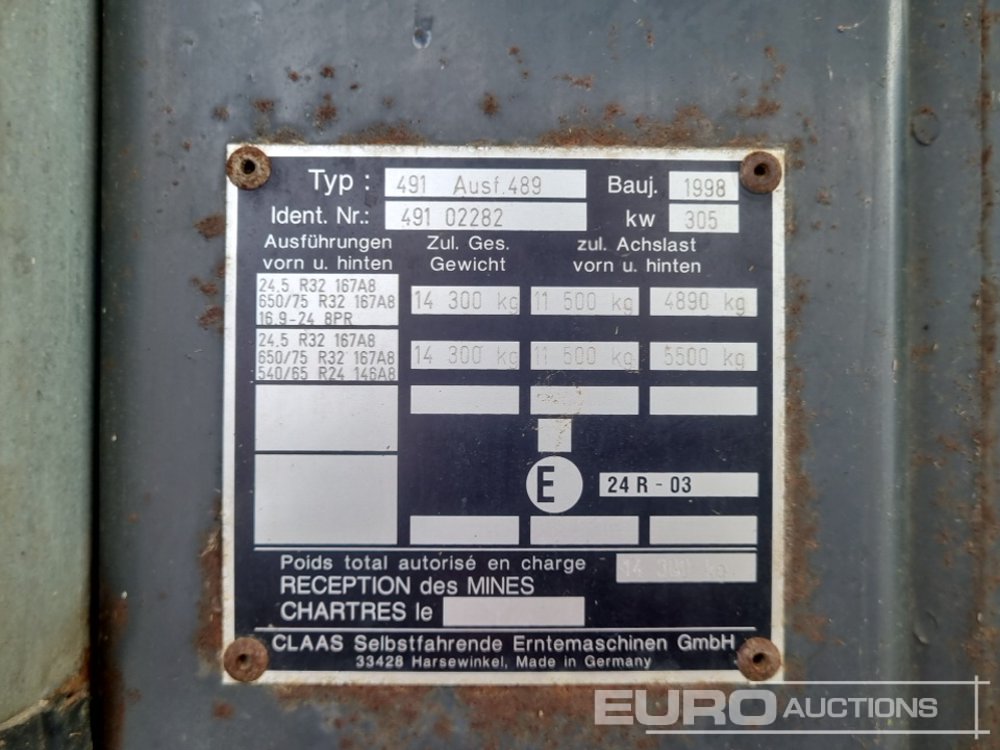 Typ : 491 Ausf.489 Bauj. 1998
Ident. Nr.: 491 02282 kw 305
Ausführungen vorn u. hinten
Zul. Ges. Gewicht
zul. Achslast vorn u. hinten
24.5 R32 167A8
650/75 R32 167A8
16.9-24 8PR
14 300 kg 11 500 kg 4890 kg
24.5 R32 167A8
650/75 R32 167A8
540/65 R24 146A8
14 300 kg 11 500 kg 5500 kg
E 24 R - 03
Poids total autorisé en charge 14 300 kg
RECEPTION des MINES
CHARTRES le
CLAAS Selbstfahrende Erntemaschinen GmbH
33428 Harsewinkel, Made in Germany
EURO AUCTIONS